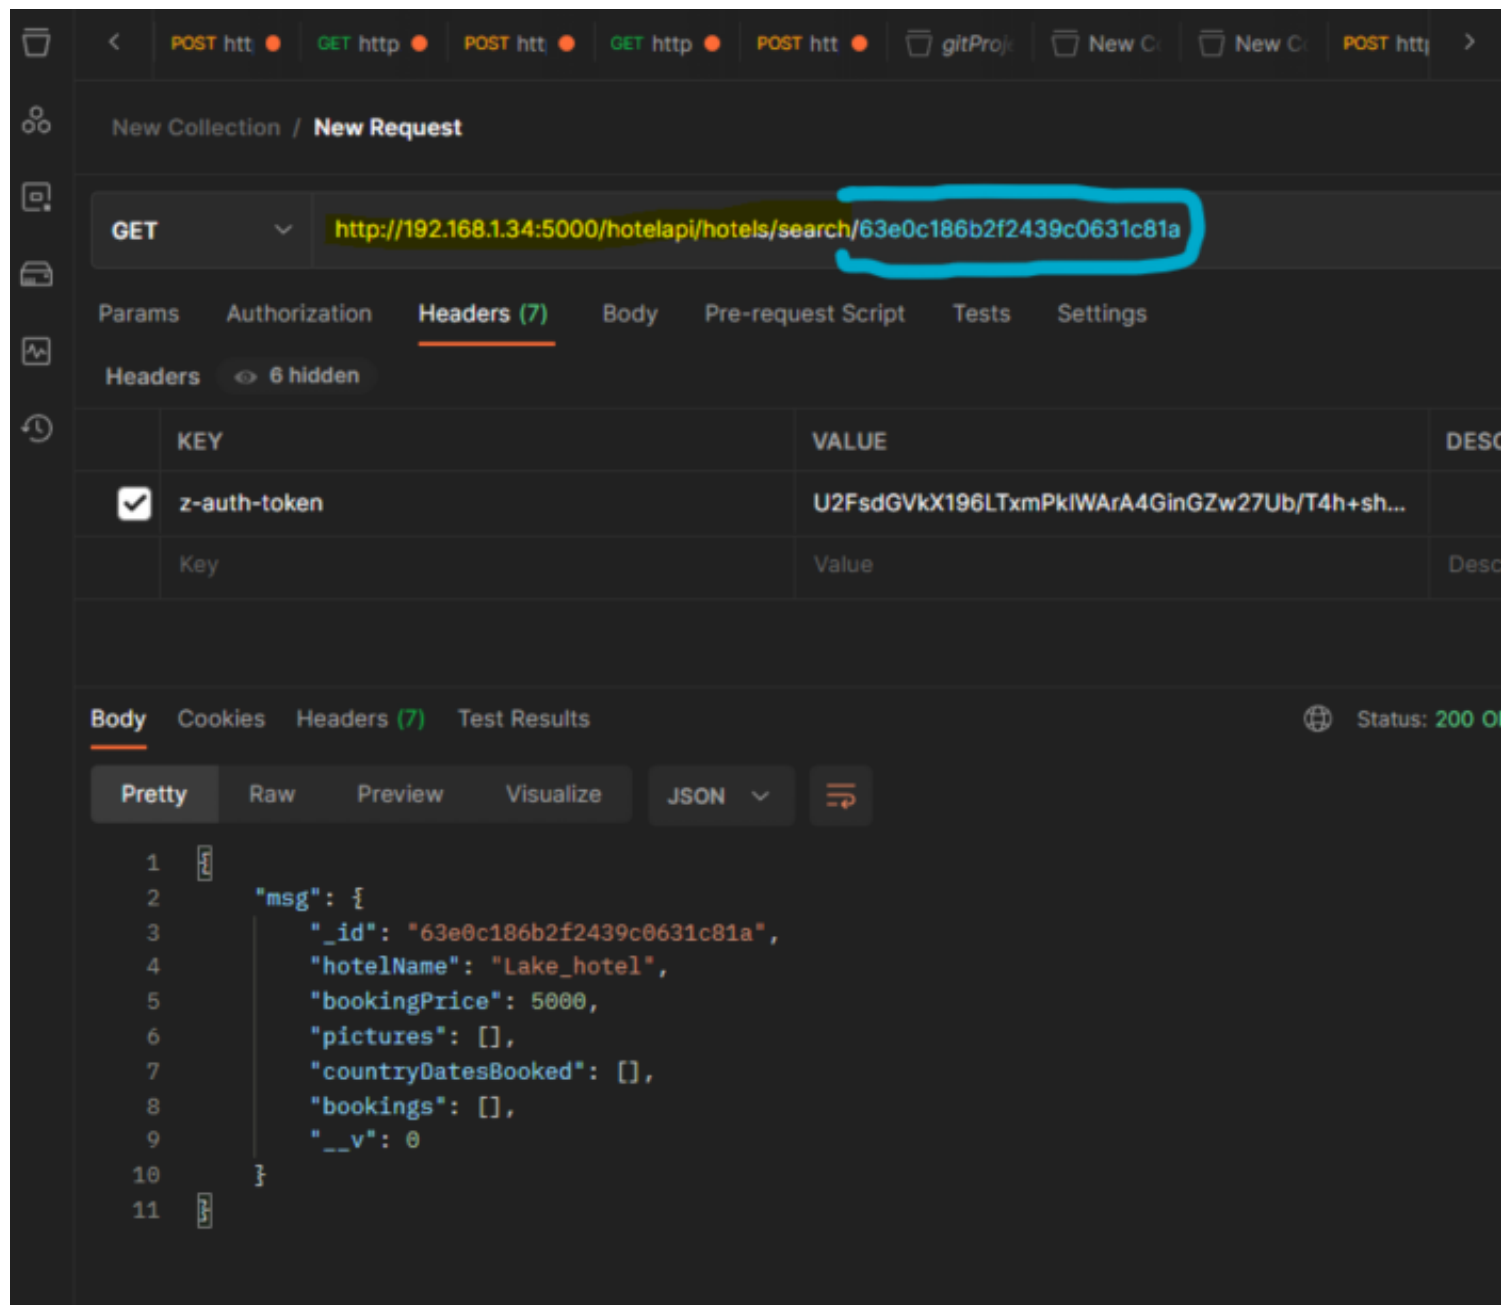 POST htt GET http POST htt GET http POST htt gitProj New C New C POST http
New Collection / New Request
GET http://192.168.1.34:5000/hotelapi/hotels/search/63e0c186b2f2439c0631c81a
Params Authorization Headers (7) Body Pre-request Script Tests Settings
Headers 6 hidden
KEY VALUE DESC
z-auth-token U2FsdGVkX196LTxmPklWArA4GinGZw27Ub/T4h+sh...
Key Value Desc
Body Cookies Headers (7) Test Results Status: 200 O
Pretty Raw Preview Visualize JSON
1 {
2 "msg": {
3 "_id": "63e0c186b2f2439c0631c81a",
4 "hotelName": "Lake_hotel",
5 "bookingPrice": 5000,
6 "pictures": [],
7 "countryDatesBooked": [],
8 "bookings": [],
9 "__v": 0
10 }
11 }